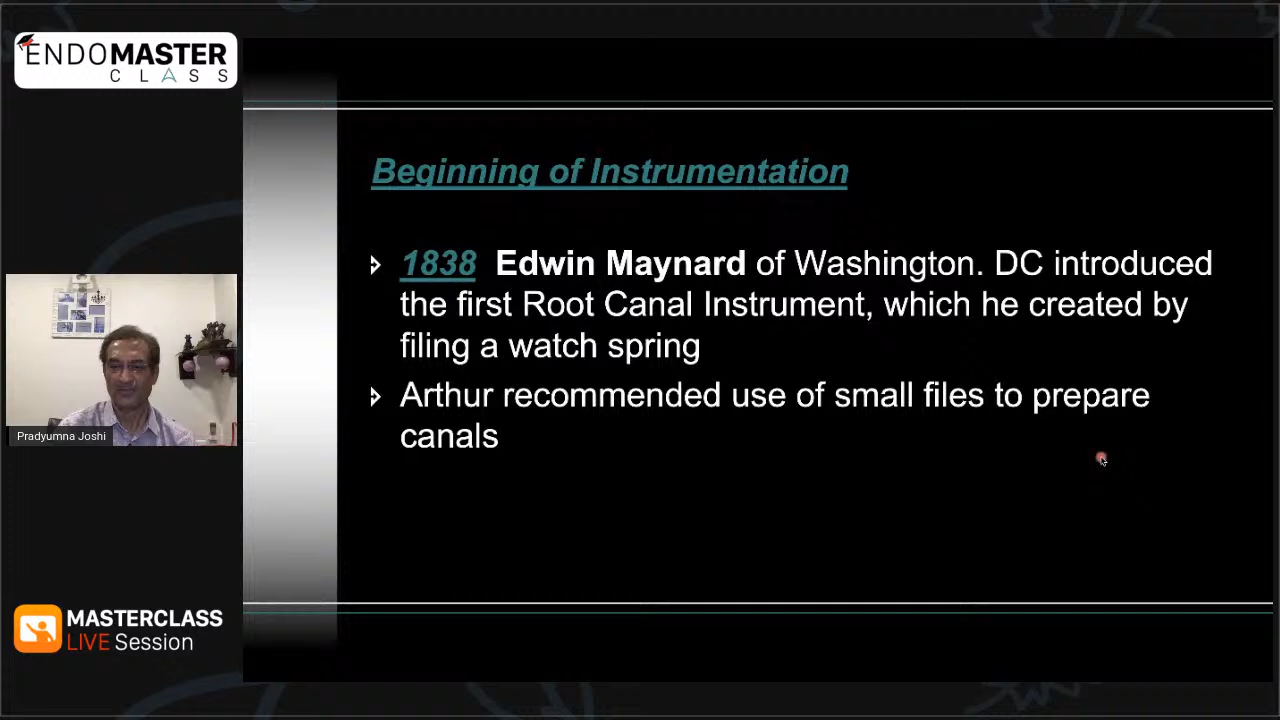 ENDOMASTER
CLASS
Beginning of Instrumentation
1838 Edwin Maynard of Washington. DC introduced
the first Root Canal Instrument, which he created by
filing a watch spring
Arthur recommended use of small files to prepare
canals
Pradyumna Joshi
MASTERCLASS
LIVE Session